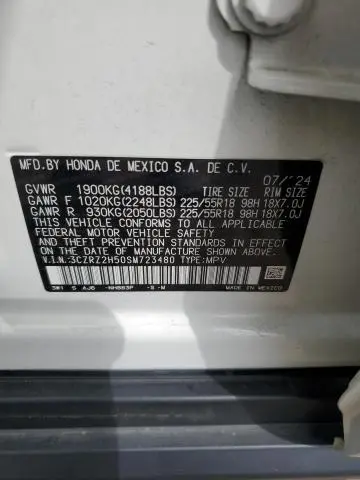 MFD.BY HONDA DE MEXICO S.A. DE C.V.
07/'24
GVWR 1900KG(4188LBS) TIRE SIZE RIM SIZE
GAWR F 1020KG(2248LBS) 225/55R18 98H 18X7.0J
GAWR R 930KG(2050LBS) 225/55R18 98H 18X7.0J
THIS VEHICLE CONFORMS TO ALL APPLICABLE
FEDERAL MOTOR VEHICLE SAFETY
STANDARDS IN EFFECT ON THE DATE
OF MANUFACTURE SHOWN ABOVE.
V.I.N.:3CZRZ2H50SM723480 TYPE:MPV
3W1 S AJ6 -NH883P -S-M
MADE IN MEXICO